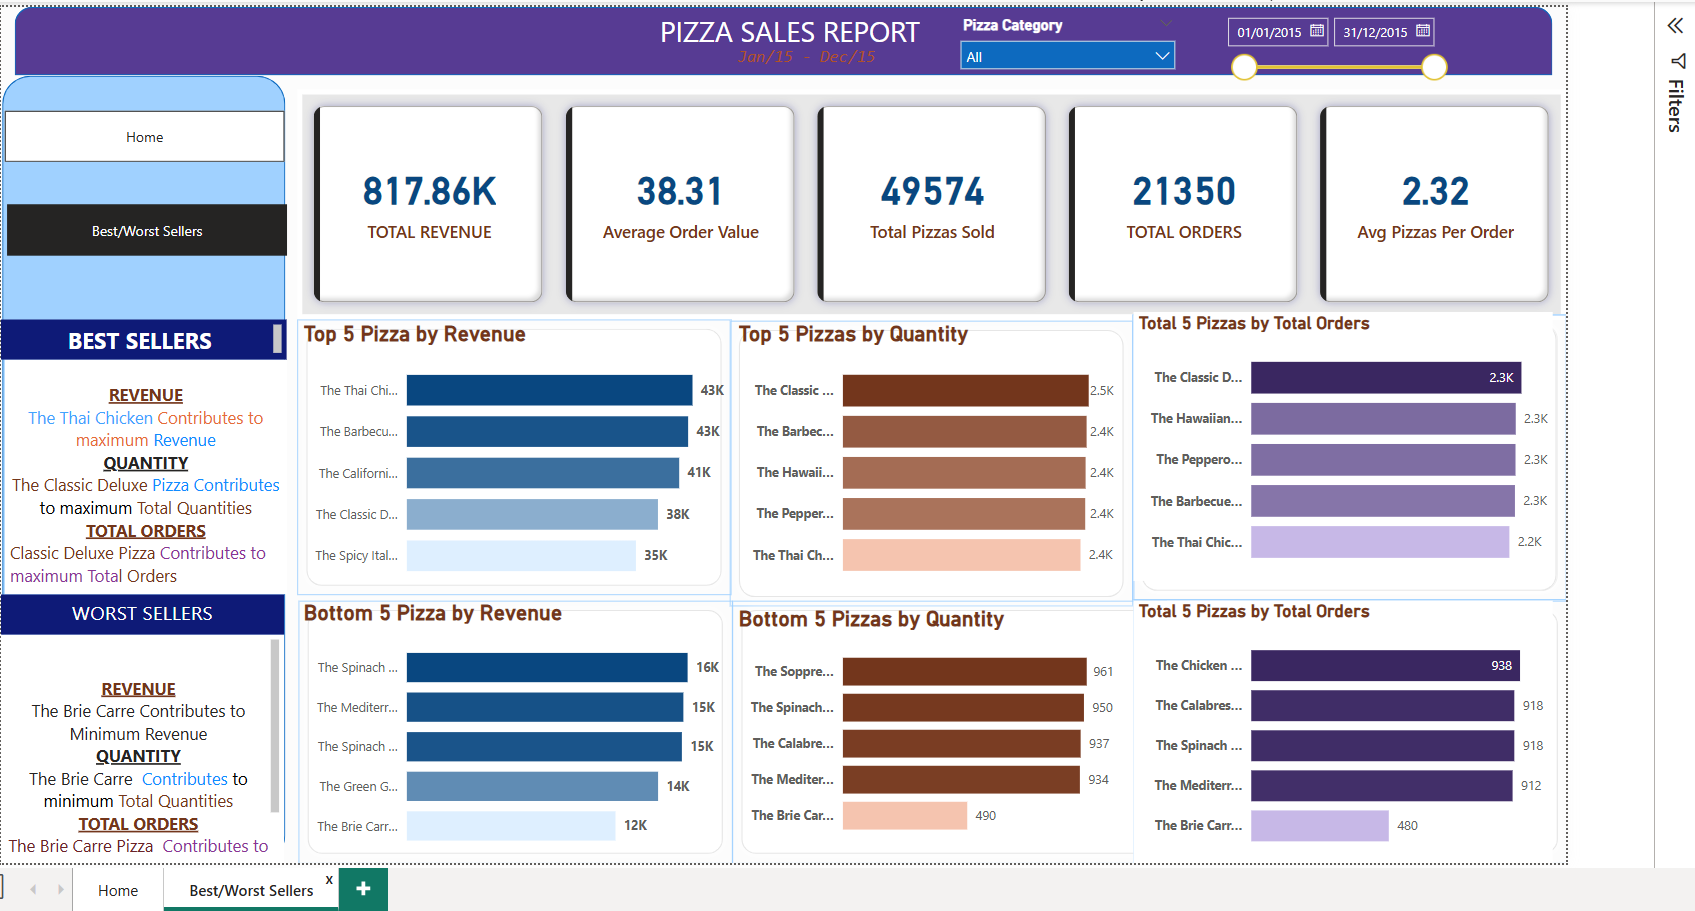 PIZZA SALES REPORT
Jan/15 - Dec/15
Pizza Category
All
01/01/2015
31/12/2015
Filters
Home
Best/Worst Sellers
817.86K
TOTAL REVENUE
38.31
Average Order Value
49574
Total Pizzas Sold
21350
TOTAL ORDERS
2.32
Avg Pizzas Per Order
BEST SELLERS
REVENUE
The Thai Chicken Contributes to
maximum Revenue
QUANTITY
The Classic Deluxe Pizza Contributes
to maximum Total Quantities
TOTAL ORDERS
Classic Deluxe Pizza Contributes to
maximum Total Orders
WORST SELLERS
REVENUE
The Brie Carre Contributes to
Minimum Revenue
QUANTITY
The Brie Carre Contributes to
minimum Total Quantities
TOTAL ORDERS
The Brie Carre Pizza Contributes to
Top 5 Pizza by Revenue
The Thai Chi... 43K
The Barbecu... 43K
The Californi... 41K
The Classic D... 38K
The Spicy Ital... 35K
Top 5 Pizzas by Quantity
The Classic ... 2.5K
The Barbec... 2.4K
The Hawaii... 2.4K
The Pepper... 2.4K
The Thai Ch... 2.4K
Total 5 Pizzas by Total Orders
The Classic D... 2.3K
The Hawaiian... 2.3K
The Peppero... 2.3K
The Barbecue... 2.3K
The Thai Chic... 2.2K
Bottom 5 Pizza by Revenue
The Spinach ... 16K
The Mediterr... 15K
The Spinach ... 15K
The Green G... 14K
The Brie Carr... 12K
Bottom 5 Pizzas by Quantity
The Soppre... 961
The Spinach... 950
The Calabre... 937
The Mediter... 934
The Brie Car... 490
Total 5 Pizzas by Total Orders
The Chicken ... 938
The Calabres... 918
The Spinach ... 918
The Mediterr... 912
The Brie Carr... 480
Home
Best/Worst Sellers
x
+